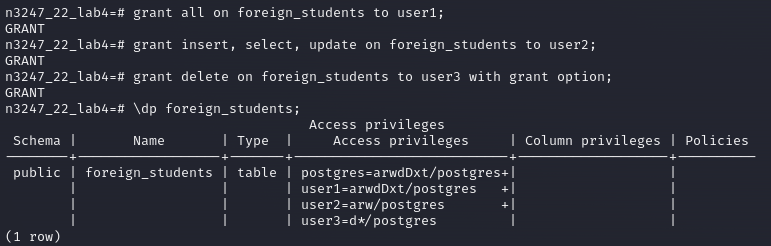 n3247_22_lab4=# grant all on foreign_students to user1;
GRANT
n3247_22_lab4=# grant insert, select, update on foreign_students to user2;
GRANT
n3247_22_lab4=# grant delete on foreign_students to user3 with grant option;
GRANT
n3247_22_lab4=# \dp foreign_students;
Access privileges
Schema | Name | Type | Access privileges | Column privileges | Policies
public | foreign_students | table | postgres=arwdDxt/postgres+| |
| | | user1=arwdDxt/postgres +| |
| | | user2=arw/postgres +| |
| | | user3=d*/postgres | |
(1 row)